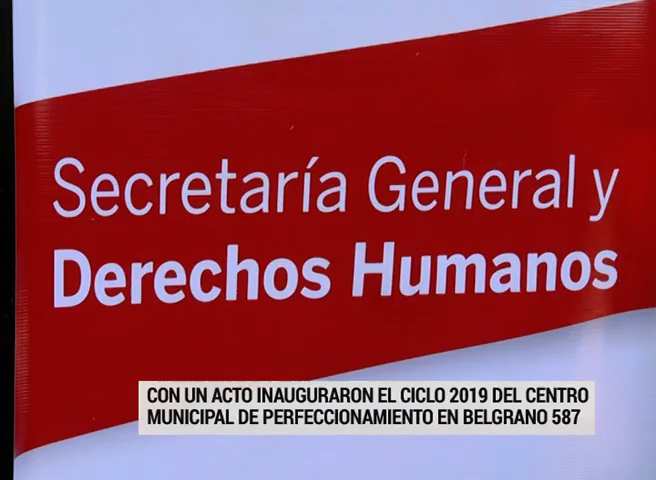 Secretaría General y
Derechos Humanos
CON UN ACTO INAUGURARON EL CICLO 2019 DEL CENTRO
MUNICIPAL DE PERFECCIONAMIENTO EN BELGRANO 587